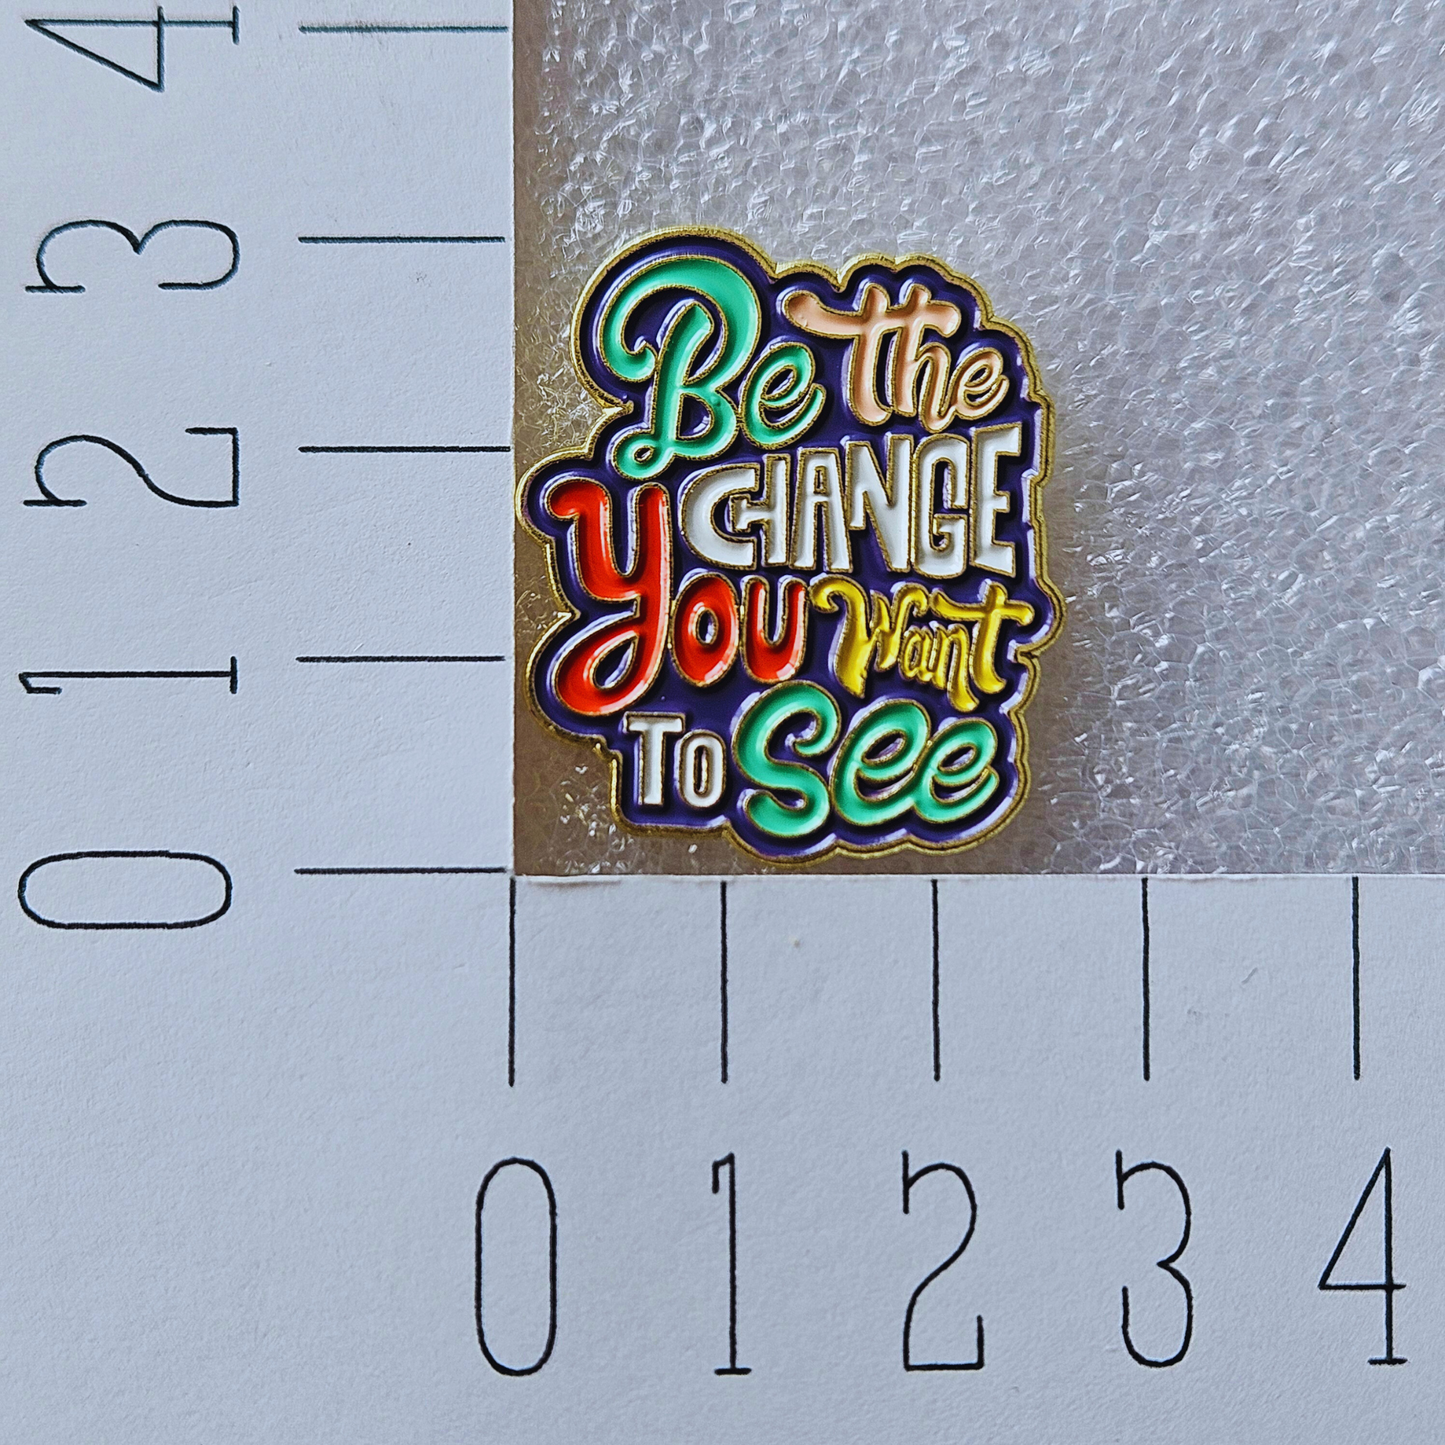 4
3
2
1
0
Be the
CHANGE
You Want
To See
0 1 2 3 4